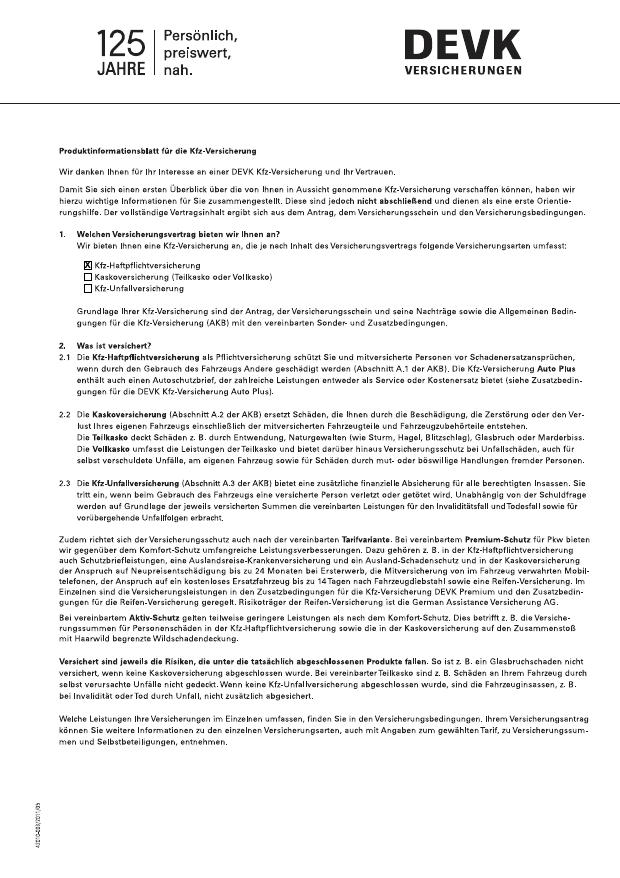 125
JAHRE
Persönlich,
preiswert,
nah.
DEVK
VERSICHERUNGEN
Produktinformationsblatt für die Kfz-Versicherung
Wir danken Ihnen für Ihr Interesse an einer DEVK Kfz-Versicherung und Ihr Vertrauen.
Damit Sie sich einen ersten Überblick über die von Ihnen in Aussicht genommene Kfz-Versicherung verschaffen können, haben wir
hierzu wichtige Informationen für Sie zusammengestellt. Diese sind jedoch nicht abschließend und dienen als eine erste Orientie-
rungshilfe. Der vollständige Vertragsinhalt ergibt sich aus dem Antrag, dem Versicherungsschein und den Versicherungsbedingungen.
1. Welchen Versicherungsvertrag bieten wir Ihnen an?
Wir bieten Ihnen eine Kfz-Versicherung an, die je nach Inhalt des Versicherungsvertrags folgende Versicherungsarten umfasst:
X Kfz-Haftpflichtversicherung
Kaskoversicherung (Teilkasko oder Vollkasko)
Kfz-Unfallversicherung
Grundlage Ihrer Kfz-Versicherung sind der Antrag, der Versicherungsschein und seine Nachträge sowie die Allgemeinen Bedin-
gungen für die Kfz-Versicherung (AKB) mit den vereinbarten Sonder- und Zusatzbedingungen.
2. Was ist versichert?
2.1 Die Kfz-Haftpflichtversicherung als Pflichtversicherung schützt Sie und mitversicherte Personen vor Schadenersatzansprüchen,
wenn durch den Gebrauch des Fahrzeugs Andere geschädigt werden (Abschnitt A.1 der AKB). Die Kfz-Versicherung Auto Plus
enthält auch einen Autoschutzbrief, der zahlreiche Leistungen entweder als Service oder Kostenersatz bietet (siehe Zusatzbedin-
gungen für die DEVK Kfz-Versicherung Auto Plus).
2.2 Die Kaskoversicherung (Abschnitt A.2 der AKB) ersetzt Schäden, die Ihnen durch die Beschädigung, die Zerstörung oder den Ver-
lust Ihres eigenen Fahrzeugs einschließlich der mitversicherten Fahrzeugteile und Fahrzeugzubehörteile entstehen.
Die Teilkasko deckt Schäden z. B. durch Entwendung, Naturgewalten (wie Sturm, Hagel, Blitzschlag), Glasbruch oder Marderbiss.
Die Vollkasko umfasst die Leistungen der Teilkasko und bietet darüber hinaus Versicherungsschutz bei Unfallschäden, auch für
selbst verschuldete Unfälle, am eigenen Fahrzeug sowie für Schäden durch mut- oder böswillige Handlungen fremder Personen.
2.3 Die Kfz-Unfallversicherung (Abschnitt A.3 der AKB) bietet eine zusätzliche finanzielle Absicherung für alle berechtigten Insassen. Sie
tritt ein, wenn beim Gebrauch des Fahrzeugs eine versicherte Person verletzt oder getötet wird. Unabhängig von der Schuldfrage
werden auf Grundlage der jeweils versicherten Summen die vereinbarten Leistungen für den Invaliditätsfall und Todesfall sowie für
vorübergehende Unfallfolgen erbracht.
Zudem richtet sich der Versicherungsschutz auch nach der vereinbarten Tarifvariante. Bei vereinbartem Premium-Schutz für Pkw bieten
wir gegenüber dem Komfort-Schutz umfangreiche Leistungsverbesserungen. Dazu gehören z. B. in der Kfz-Haftpflichtversicherung
auch Schutzbriefleistungen, eine Auslandsreise-Krankenversicherung und ein Ausland-Schadenschutz und in der Kaskoversicherung
der Anspruch auf Neupreisentschädigung bis zu 24 Monaten bei Ersterwerb, die Mitversicherung von im Fahrzeug verwahrten Mobil-
telefonen, der Anspruch auf ein kostenloses Ersatzfahrzeug bis zu 14 Tagen nach Fahrzeugdiebstahl sowie eine Reifen-Versicherung. Im
Einzelnen sind die Versicherungsleistungen in den Zusatzbedingungen für die Kfz-Versicherung DEVK Premium und den Zusatzbedin-
gungen für die Reifen-Versicherung geregelt. Risikoträger der Reifen-Versicherung ist die German Assistance Versicherung AG.
Bei vereinbartem Aktiv-Schutz gelten teilweise geringere Leistungen als nach dem Komfort-Schutz. Dies betrifft z. B. die Versiche-
rungssummen für Personenschäden in der Kfz-Haftpflichtversicherung sowie die in der Kaskoversicherung auf den Zusammenstoß
mit Haarwild begrenzte Wildschadendeckung.
Versichert sind jeweils die Risiken, die unter die tatsächlich abgeschlossenen Produkte fallen. So ist z. B. ein Glasbruchschaden nicht
versichert, wenn keine Kaskoversicherung abgeschlossen wurde. Bei vereinbarter Teilkasko sind z. B. Schäden an Ihrem Fahrzeug durch
selbst verursachte Unfälle nicht gedeckt. Wenn keine Kfz-Unfallversicherung abgeschlossen wurde, sind die Fahrzeuginsassen, z. B.
bei Invalidität oder Tod durch Unfall, nicht zusätzlich abgesichert.
Welche Leistungen Ihre Versicherungen im Einzelnen umfassen, finden Sie in den Versicherungsbedingungen. Ihrem Versicherungsantrag
können Sie weitere Informationen zu den einzelnen Versicherungsarten, auch mit Angaben zum gewählten Tarif, zu Versicherungssum-
men und Selbstbeteiligungen, entnehmen.